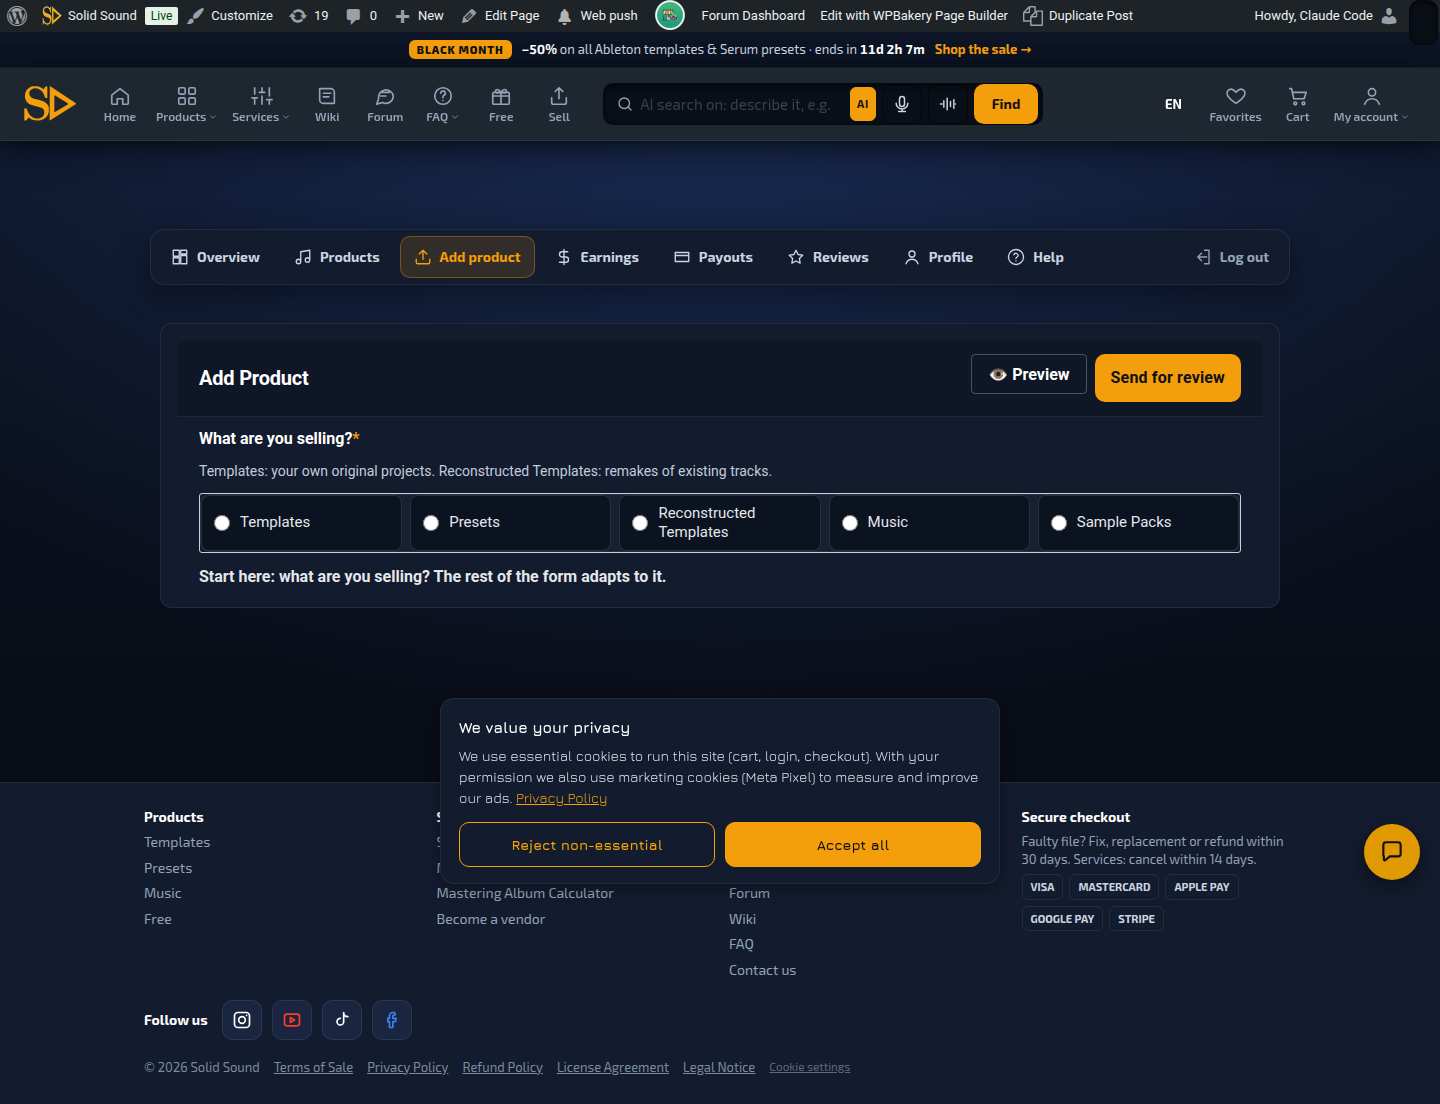 Solid Sound Live Customize 19 0 New Edit Page Web push Forum Dashboard Edit with WPBakery Page Builder Duplicate Post Howdy, Claude Code
BLACK MONTH −50% on all Ableton templates & Serum presets · ends in 11d 2h 7m Shop the sale →
Home Products Services Wiki Forum FAQ Free Sell
AI search on: describe it, e.g. AI Find
EN Favorites Cart My account
Overview Products Add product Earnings Payouts Reviews Profile Help Log out
Add Product Preview Send for review
What are you selling?*
Templates: your own original projects. Reconstructed Templates: remakes of existing tracks.
Templates Presets Reconstructed Templates Music Sample Packs
Start here: what are you selling? The rest of the form adapts to it.
We value your privacy
We use essential cookies to run this site (cart, login, checkout). With your
permission we also use marketing cookies (Meta Pixel) to measure and improve
our ads. Privacy Policy
Reject non-essential Accept all
Products
Templates
Presets
Music
Free
Mastering Album Calculator
Become a vendor
Forum
Wiki
FAQ
Contact us
Secure checkout
Faulty file? Fix, replacement or refund within
30 days. Services: cancel within 14 days.
VISA MASTERCARD APPLE PAY
GOOGLE PAY STRIPE
Follow us
© 2026 Solid Sound Terms of Sale Privacy Policy Refund Policy License Agreement Legal Notice Cookie settings